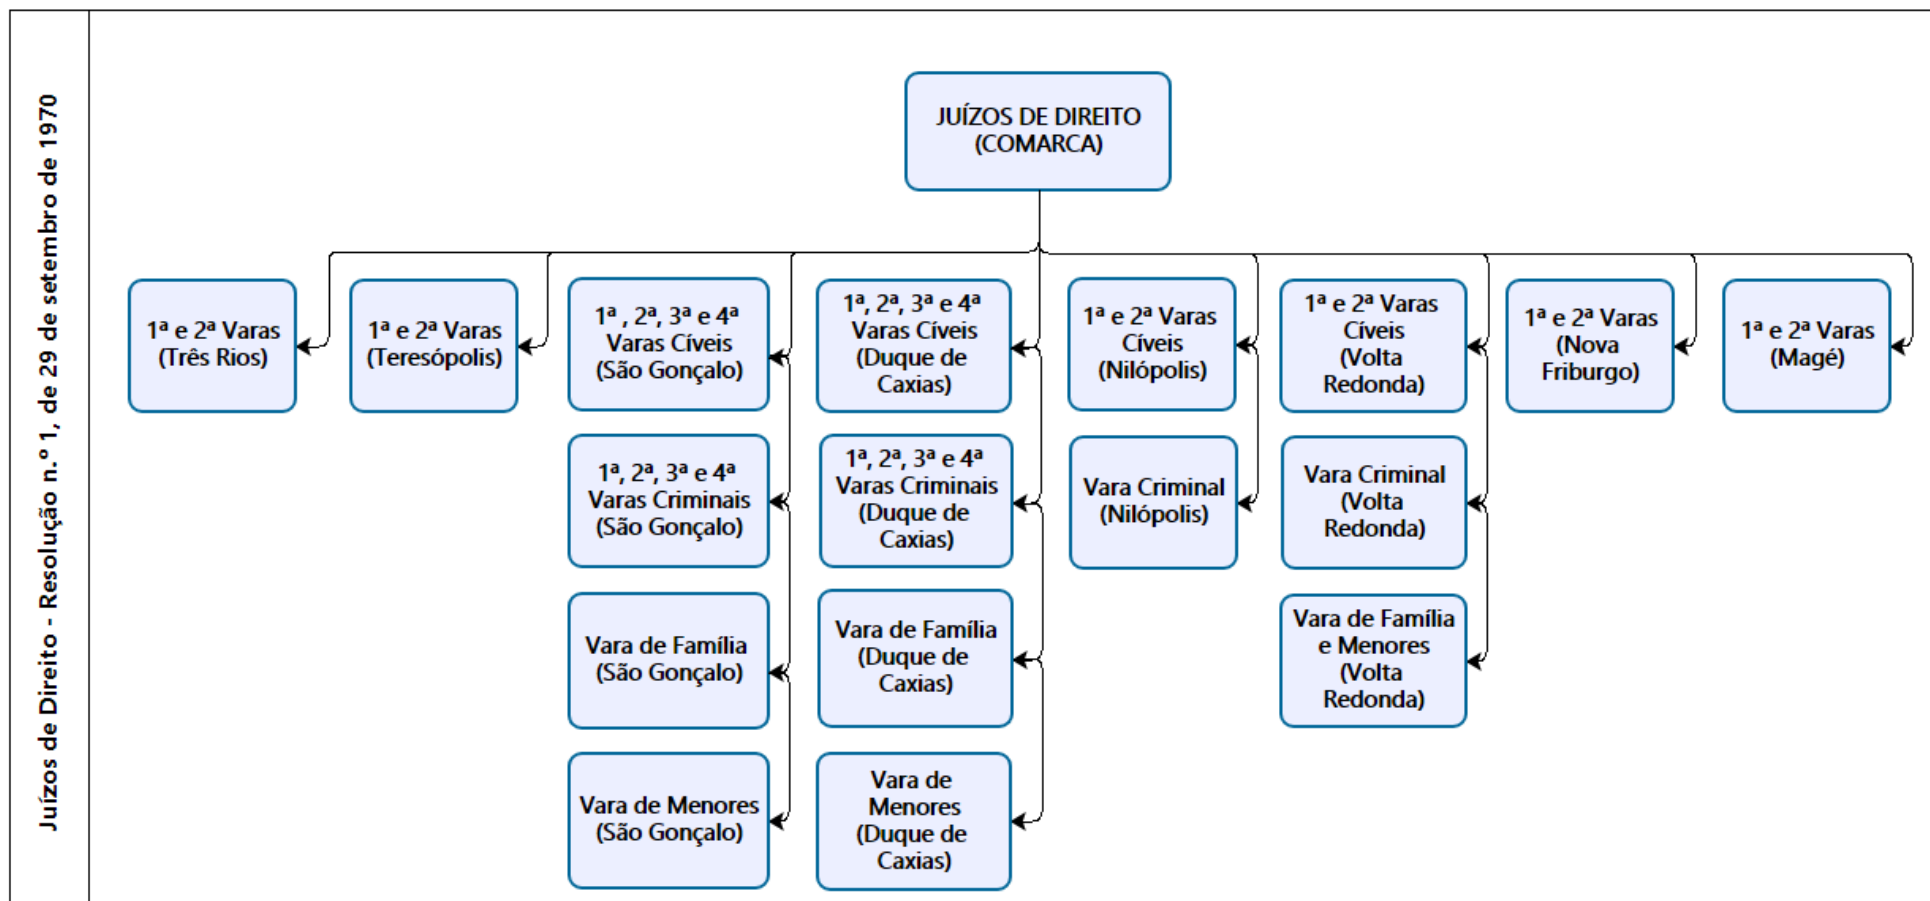 Juízos de Direito - Resolução n.º 1, de 29 de setembro de 1970
JUÍZOS DE DIREITO
(COMARCA)
1ª e 2ª Varas
(Três Rios)
1ª e 2ª Varas
(Teresópolis)
1ª , 2ª, 3ª e 4ª
Varas Cíveis
(São Gonçalo)
1ª, 2ª, 3ª e 4ª
Varas Cíveis
(Duque de
Caxias)
1ª e 2ª Varas
Cíveis
(Nilópolis)
1ª e 2ª Varas
Cíveis
(Volta
Redonda)
1ª e 2ª Varas
(Nova
Friburgo)
1ª e 2ª Varas
(Magé)
1ª, 2ª, 3ª e 4ª
Varas Criminais
(São Gonçalo)
1ª, 2ª, 3ª e 4ª
Varas Criminais
(Duque de
Caxias)
Vara Criminal
(Nilópolis)
Vara Criminal
(Volta
Redonda)
Vara de Família
(São Gonçalo)
Vara de Família
(Duque de
Caxias)
Vara de Família
e Menores
(Volta
Redonda)
Vara de Menores
(São Gonçalo)
Vara de
Menores
(Duque de
Caxias)